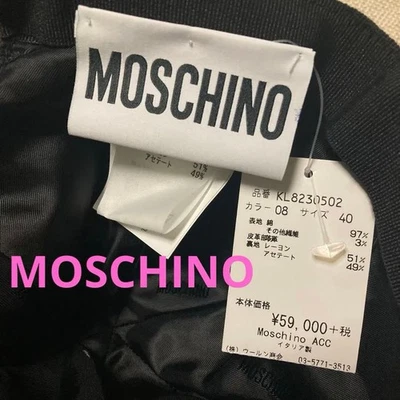 MOSCHINO
51%
アセテート 49%
品番 KL8230502
カラー 08 サイズ 40
表地 綿 97%
その他繊維 3%
皮革部分
裏地 レーヨン 51%
アセテート 49%
MOSCHINO
本体価格
¥59,000+税
Moschino ACC
イタリア製
(株) ウールン商会 03-5771-3513
MOSCHINO